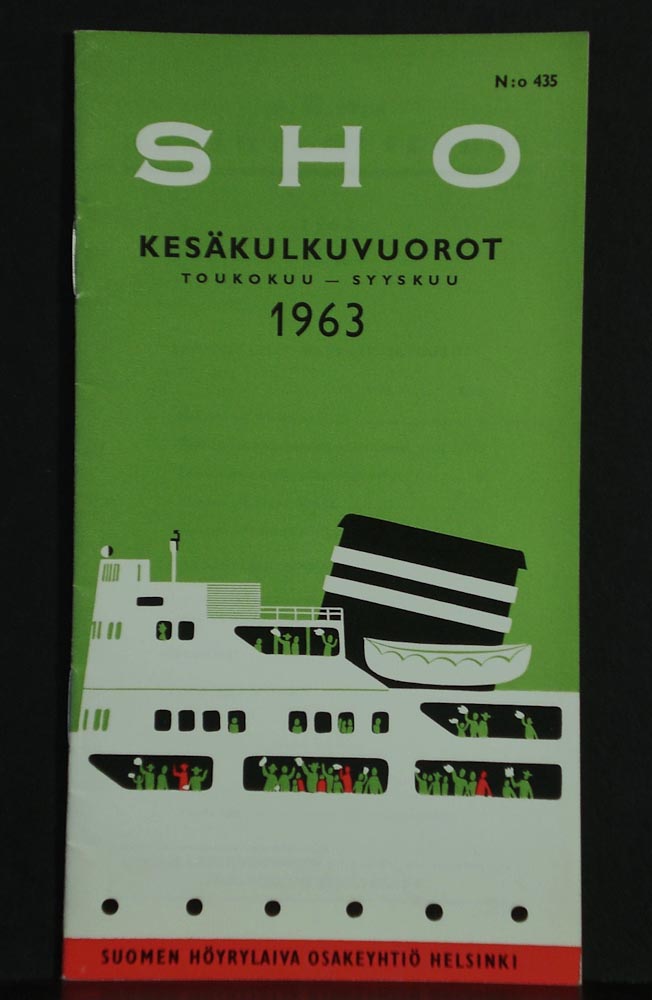 N:o 435
SHO
KESÄKULKUVUOROT
TOUKOKUU — SYYSKUU
1963
SUOMEN HÖYRYLAIVA OSAKEYHTIÖ HELSINKI